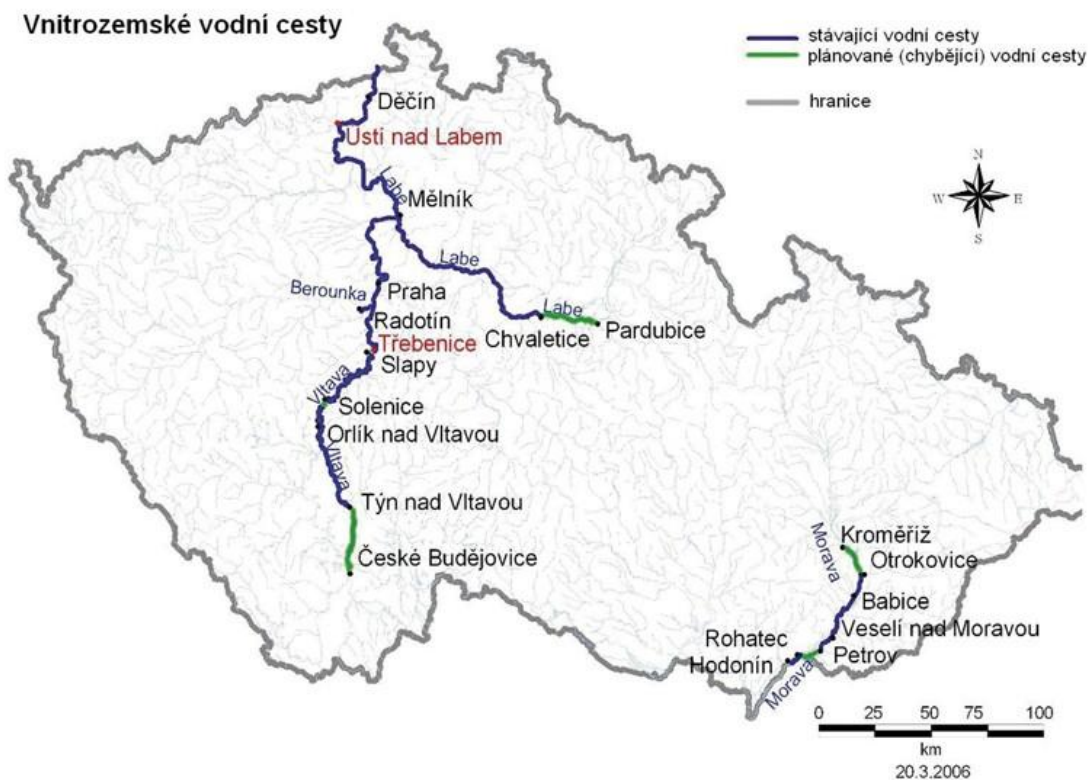 Vnitrozemské vodní cesty
stávající vodní cesty
plánované (chybějící) vodní cesty
hranice
Děčín
Ústí nad Labem
N
W
E
S
Labe
Mělník
Labe
Berounka
Praha
Labe
Radotín
Chvaletice
Pardubice
Třebenice
Slapy
Vltava
Solenice
Orlík nad Vltavou
Vltava
Týn nad Vltavou
České Budějovice
Morava
Kroměříž
Otrokovice
Babice
Veselí nad Moravou
Rohatec
Hodonín
Petrov
Morava
0 25 50 75 100
km
20.3.2006